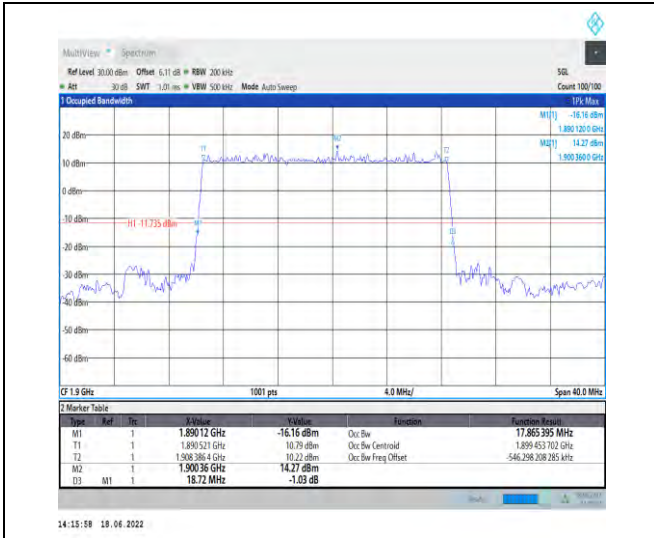 MultiView Spectrum
Ref Level 30.00 dBm Offset 6.11 dB RBW 200 kHz SGL
Att 30 dB SWT 1.01 ms VBW 500 kHz Mode Auto Sweep Count 100/100
1 Occupied Bandwidth 1Pk Max
M1[1] -16.16 dBm
1.890 120 0 GHz
M2[1] 14.27 dBm
1.900 360 0 GHz
20 dBm
T1
M2
T2
10 dBm
0 dBm
-10 dBm
H1 -11.735 dBm
M1
D3
-20 dBm
-30 dBm
-40 dBm
-50 dBm
-60 dBm
CF 1.9 GHz 1001 pts 4.0 MHz/ Span 40.0 MHz
2 Marker Table
Type Ref Trc X-Value Y-Value Function Function Result
M1 1 1.89012 GHz -16.16 dBm Occ Bw 17.865 395 MHz
T1 1 1.890 521 GHz 10.79 dBm Occ Bw Centroid 1.899 453 702 GHz
T2 1 1.908 386 4 GHz 10.22 dBm Occ Bw Freq Offset -546.298 208 285 kHz
M2 1 1.90036 GHz 14.27 dBm
D3 M1 1 18.72 MHz -1.03 dB
14:15:58 18.06.2022